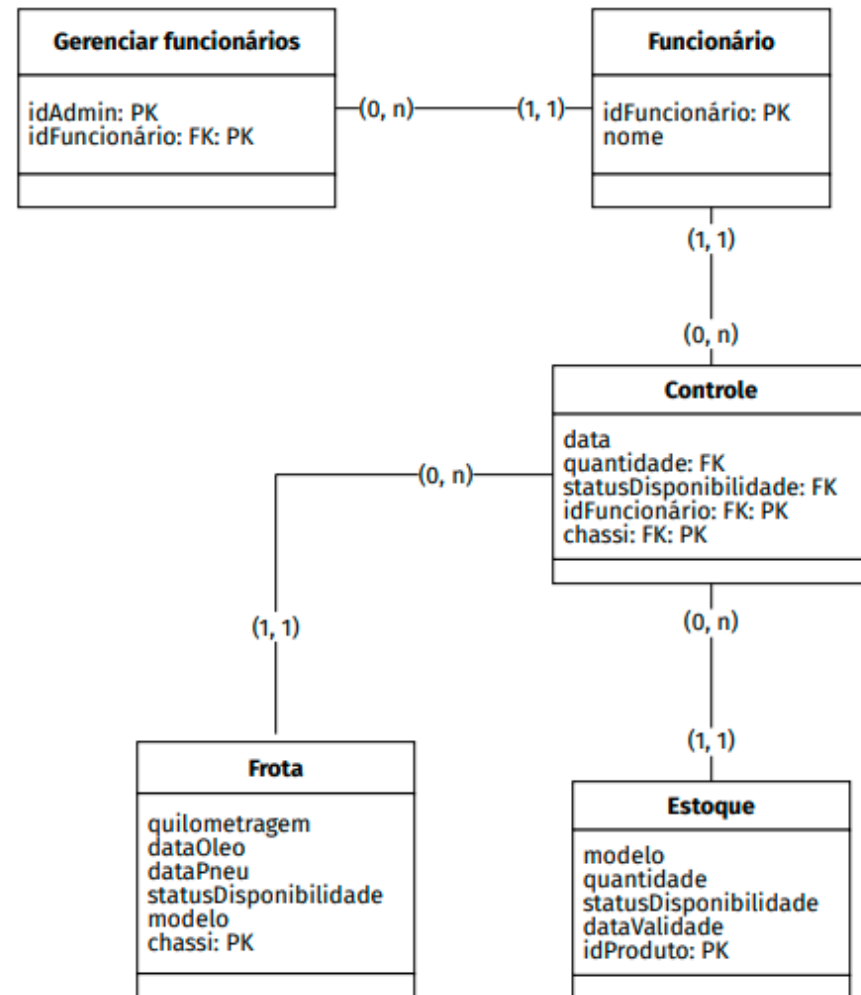 Gerenciar funcionários
idAdmin: PK
idFuncionário: FK: PK
(0, n)
(1, 1)
Funcionário
idFuncionário: PK
nome
(1, 1)
(0, n)
Controle
data
quantidade: FK
statusDisponibilidade: FK
idFuncionário: FK: PK
chassi: FK: PK
(0, n)
(1, 1)
(0, n)
(1, 1)
Frota
quilometragem
dataOleo
dataPneu
statusDisponibilidade
modelo
chassi: PK
Estoque
modelo
quantidade
statusDisponibilidade
dataValidade
idProduto: PK